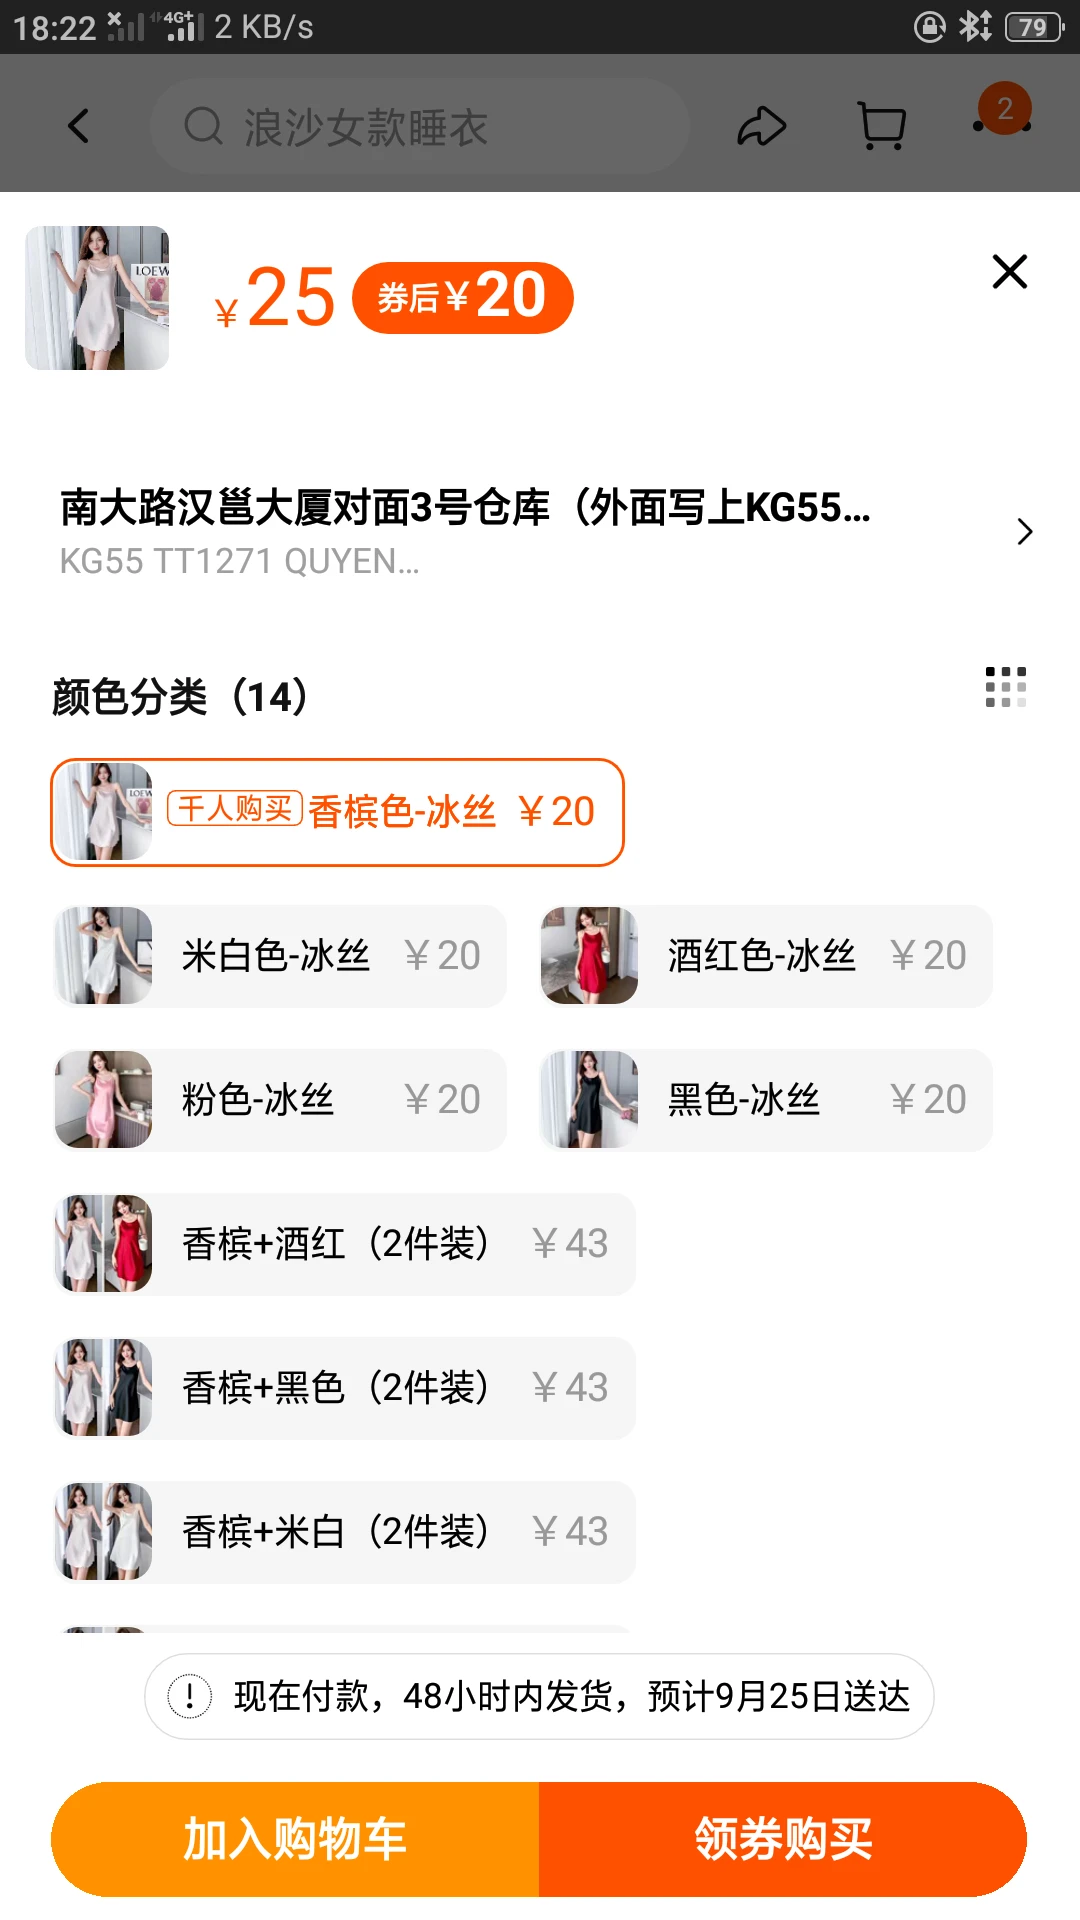 18:22 4G+ 2 KB/s 79
浪沙女款睡衣 2
LOEW
¥25 券后¥20
南大路汉邕大厦对面3号仓库（外面写上KG55...
KG55 TT1271 QUYEN...
颜色分类（14）
千人购买 香槟色-冰丝 ¥20
米白色-冰丝 ¥20 酒红色-冰丝 ¥20
粉色-冰丝 ¥20 黑色-冰丝 ¥20
香槟+酒红（2件装） ¥43
香槟+黑色（2件装） ¥43
香槟+米白（2件装） ¥43
现在付款，48小时内发货，预计9月25日送达
加入购物车 领券购买